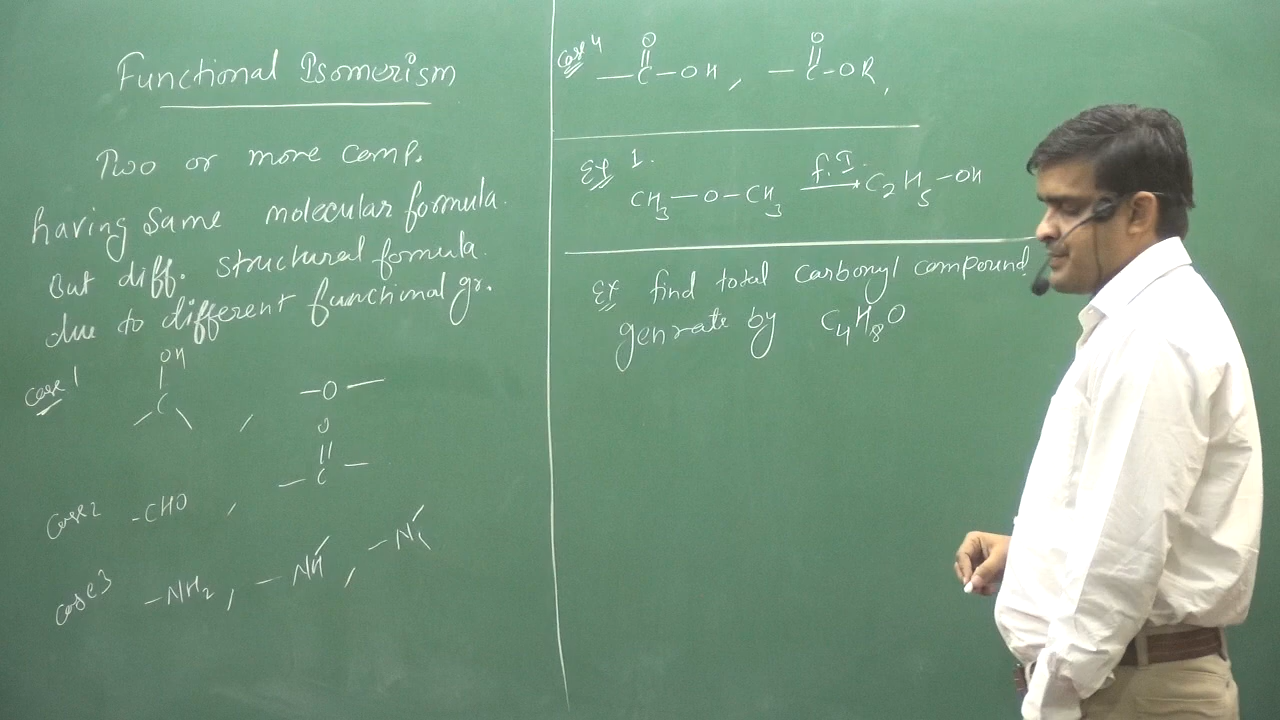 Functional Isomerism
Two or more comp.
having same molecular formula.
But diff. structural formula.
due to different functional gr.
Case 1
OH
C
,
-O-
Case 2 -CHO ,
O
||
-C-
Case 3 -NH2 , -NH , -N
Case 4
O
||
-C-OH ,
O
||
-C-OR,
Ex 1.
CH3-O-CH3 f.I. → C2H5-OH
Ex find total carbonyl compound
genrate by C4H8O